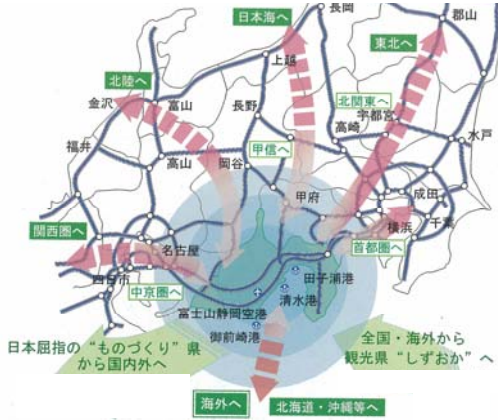 日本海へ
長岡
郡山
東北へ
上越
北陸へ
金沢
富山
長野
北関東へ
宇都宮
高崎
水戸
福井
高山
岡谷
甲信へ
甲府
成田
関西圏へ
名古屋
横浜
千葉
首都圏へ
四日市
中京圏へ
田子浦港
富士山静岡空港
清水港
御前崎港
日本屈指の“ものづくり”県
から国内外へ
全国・海外から
観光県“しずおか”へ
海外へ
北海道・沖縄等へ